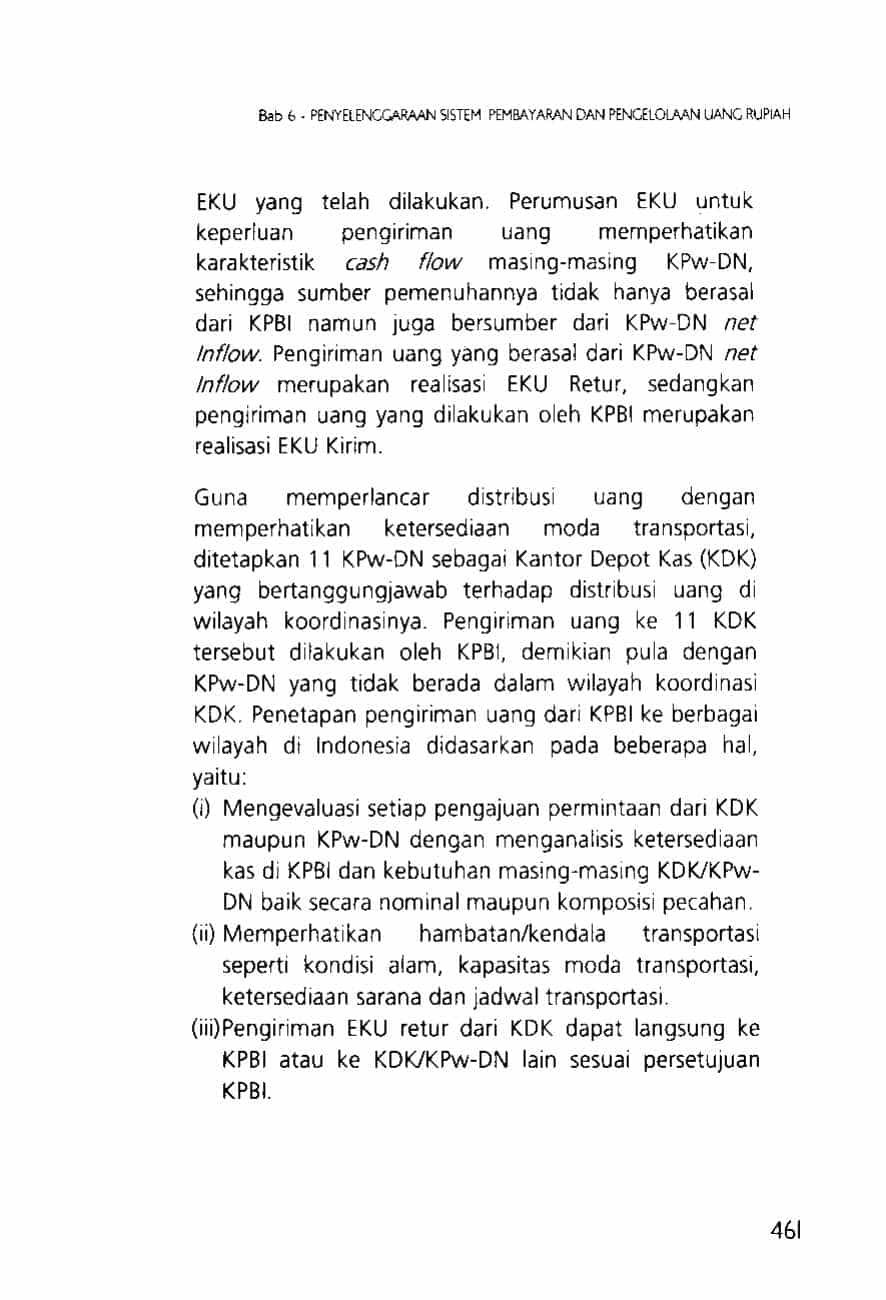 Bab 6 - PENYELENGGARAAN SISTEM PEMBAYARAN DAN PENGELOLAAN UANG RUPIAH
EKU yang telah dilakukan. Perumusan EKU untuk
keperluan pengiriman uang memperhatikan
karakteristik cash flow masing-masing KPw-DN,
sehingga sumber pemenuhannya tidak hanya berasal
dari KPBI namun juga bersumber dari KPw-DN net
Inflow. Pengiriman uang yang berasal dari KPw-DN net
Inflow merupakan realisasi EKU Retur, sedangkan
pengiriman uang yang dilakukan oleh KPBI merupakan
realisasi EKU Kirim.
Guna memperlancar distribusi uang dengan
memperhatikan ketersediaan moda transportasi,
ditetapkan 11 KPw-DN sebagai Kantor Depot Kas (KDK)
yang bertanggungjawab terhadap distribusi uang di
wilayah koordinasinya. Pengiriman uang ke 11 KDK
tersebut dilakukan oleh KPBI, demikian pula dengan
KPw-DN yang tidak berada dalam wilayah koordinasi
KDK. Penetapan pengiriman uang dari KPBI ke berbagai
wilayah di Indonesia didasarkan pada beberapa hal,
yaitu:
(i) Mengevaluasi setiap pengajuan permintaan dari KDK
maupun KPw-DN dengan menganalisis ketersediaan
kas di KPBI dan kebutuhan masing-masing KDK/KPw-
DN baik secara nominal maupun komposisi pecahan.
(ii) Memperhatikan hambatan/kendala transportasi
seperti kondisi alam, kapasitas moda transportasi,
ketersediaan sarana dan jadwal transportasi.
(iii)Pengiriman EKU retur dari KDK dapat langsung ke
KPBI atau ke KDK/KPw-DN lain sesuai persetujuan
KPBI.
461